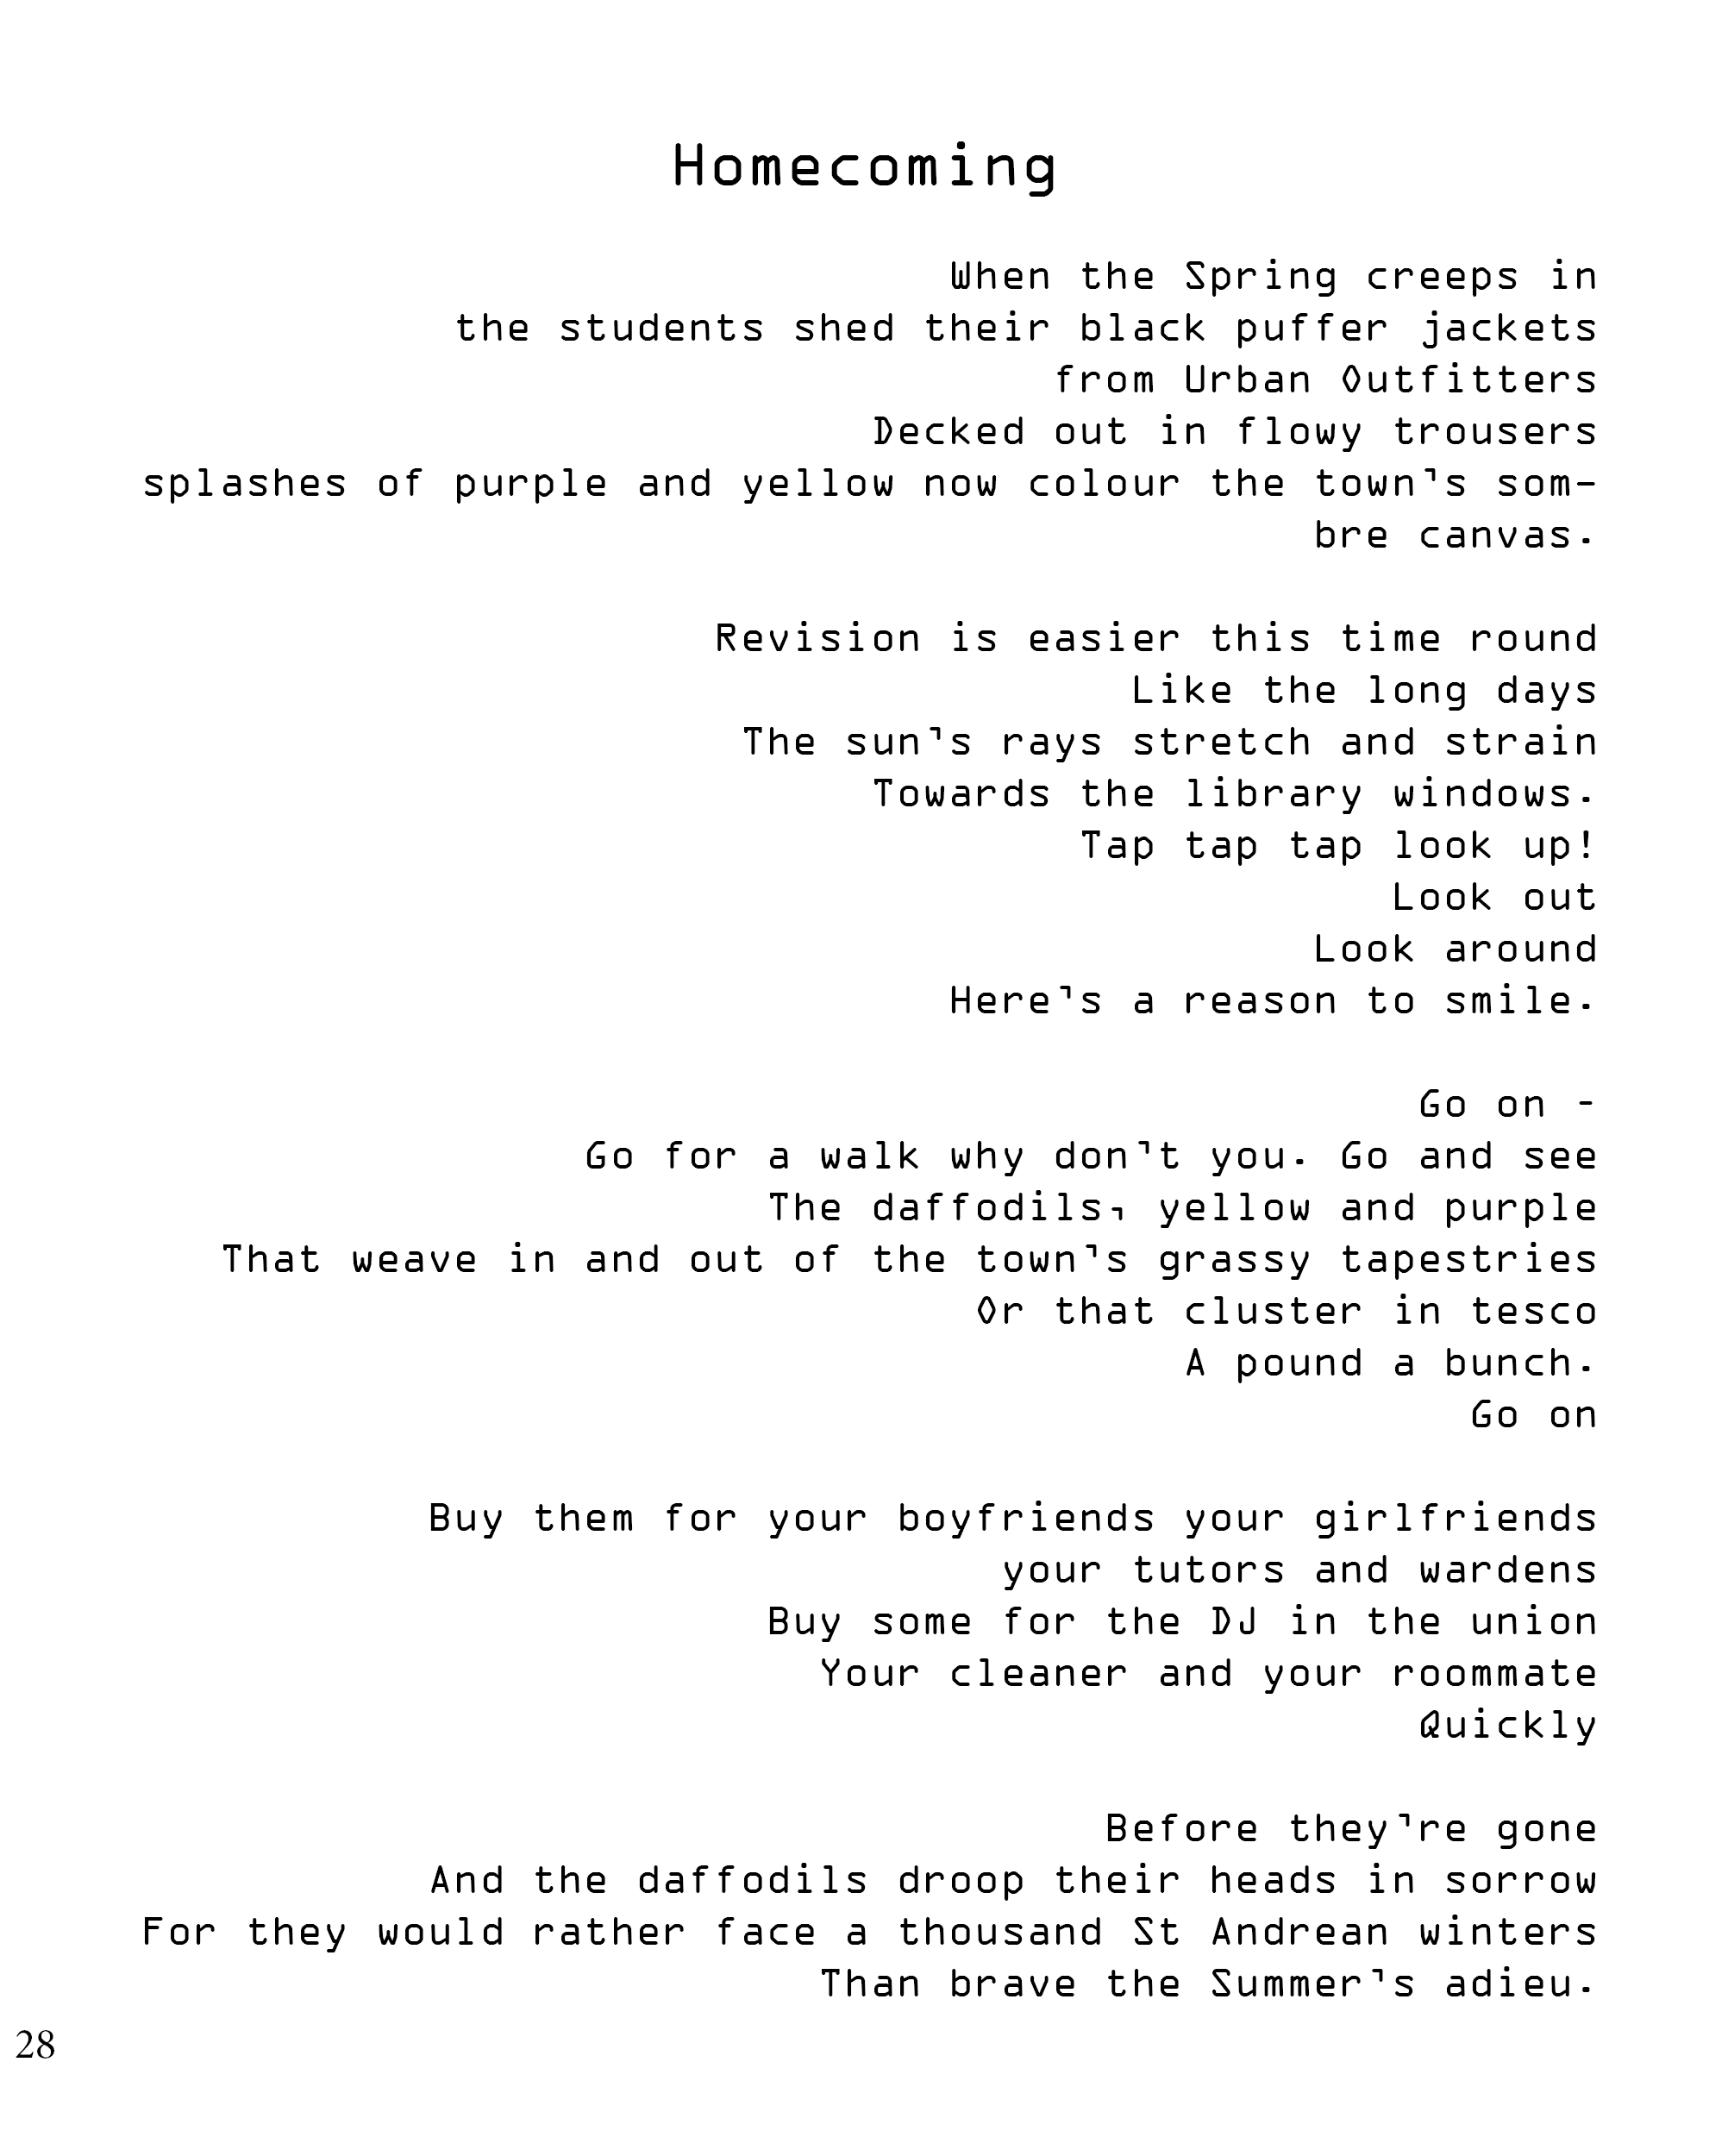 Homecoming
When the Spring creeps in
the students shed their black puffer jackets
from Urban Outfitters
Decked out in flowy trousers
splashes of purple and yellow now colour the town's som-
bre canvas.
Revision is easier this time round
Like the long days
The sun's rays stretch and strain
Towards the library windows.
Tap tap tap look up!
Look out
Look around
Here's a reason to smile.
Go on -
Go for a walk why don't you. Go and see
The daffodils, yellow and purple
That weave in and out of the town's grassy tapestries
Or that cluster in tesco
A pound a bunch.
Go on
Buy them for your boyfriends your girlfriends
your tutors and wardens
Buy some for the DJ in the union
Your cleaner and your roommate
Quickly
Before they're gone
And the daffodils droop their heads in sorrow
For they would rather face a thousand St Andrean winters
Than brave the Summer's adieu.
28